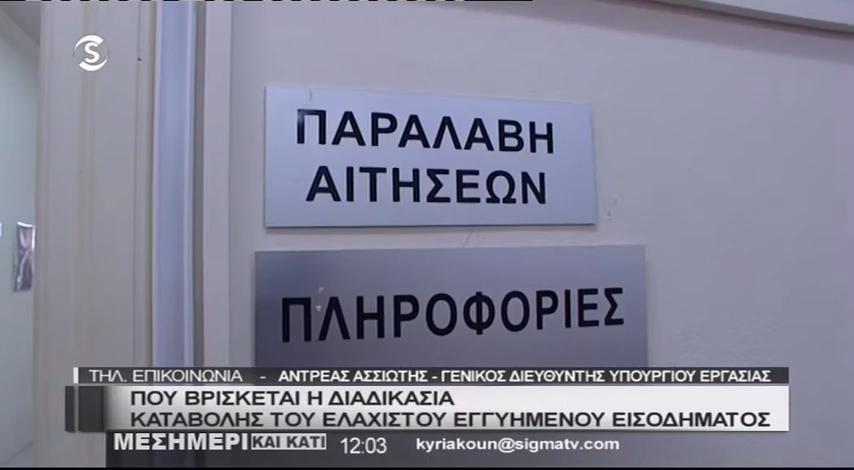 S
ΠΑΡΑΛΑΒΗ
ΑΙΤΗΣΕΩΝ
ΠΛΗΡΟΦΟΡΙΕΣ
ΤΗΛ. ΕΠΙΚΟΙΝΩΝΙΑ - ΑΝΤΡΕΑΣ ΑΣΣΙΩΤΗΣ - ΓΕΝΙΚΟΣ ΔΙΕΥΘΥΝΤΗΣ ΥΠΟΥΡΓΙΟΥ ΕΡΓΑΣΙΑΣ
ΠΟΥ ΒΡΙΣΚΕΤΑΙ Η ΔΙΑΔΙΚΑΣΙΑ
ΚΑΤΑΒΟΛΗΣ ΤΟΥ ΕΛΑΧΙΣΤΟΥ ΕΓΓΥΗΜΕΝΟΥ ΕΙΣΟΔΗΜΑΤΟΣ
ΜΕΣΗΜΕΡΙ ΚΑΙ ΚΑΤΙ 12:03 kyriakoun@sigmatv.com